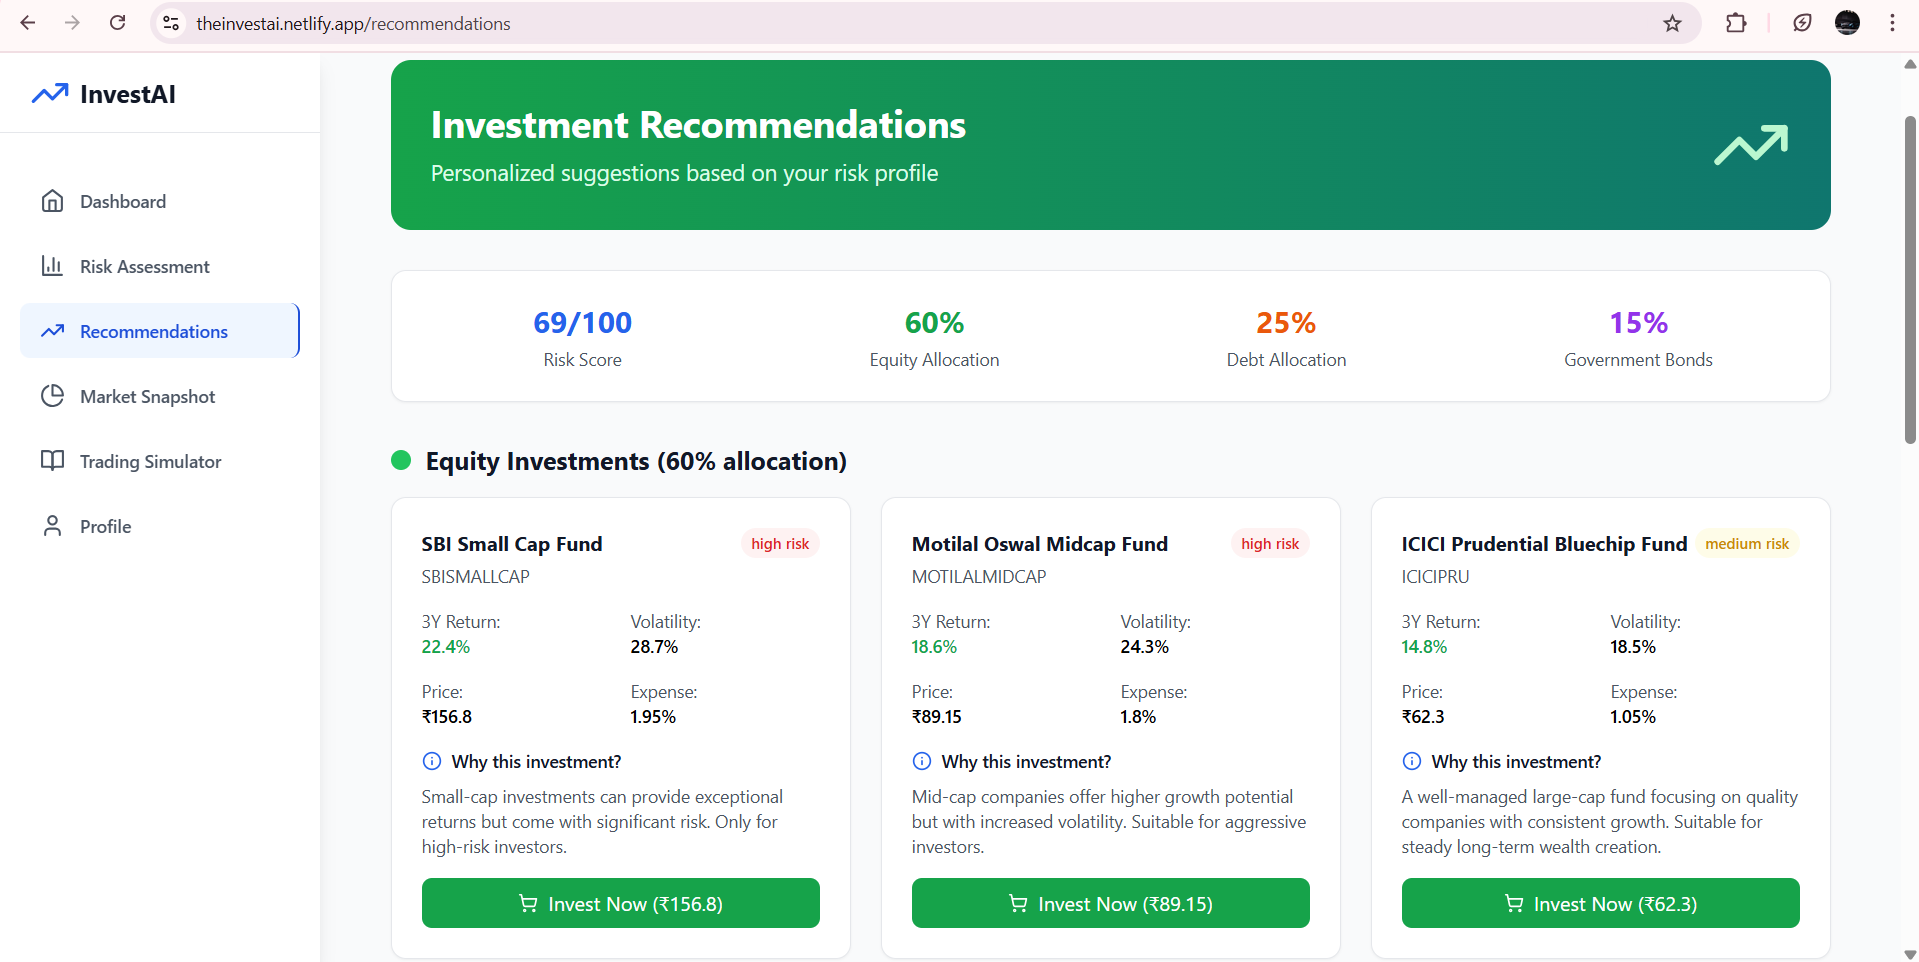 theinvestai.netlify.app/recommendations
InvestAI
Dashboard
Risk Assessment
Recommendations
Market Snapshot
Trading Simulator
Profile
Investment Recommendations
Personalized suggestions based on your risk profile
69/100
Risk Score
60%
Equity Allocation
25%
Debt Allocation
15%
Government Bonds
Equity Investments (60% allocation)
SBI Small Cap Fund
high risk
SBISMALLCAP
3Y Return:
22.4%
Volatility:
28.7%
Price:
₹156.8
Expense:
1.95%
Why this investment?
Small-cap investments can provide exceptional
returns but come with significant risk. Only for
high-risk investors.
Invest Now (₹156.8)
Motilal Oswal Midcap Fund
high risk
MOTILALMIDCAP
3Y Return:
18.6%
Volatility:
24.3%
Price:
₹89.15
Expense:
1.8%
Why this investment?
Mid-cap companies offer higher growth potential
but with increased volatility. Suitable for aggressive
investors.
Invest Now (₹89.15)
ICICI Prudential Bluechip Fund
medium risk
ICICIPRU
3Y Return:
14.8%
Volatility:
18.5%
Price:
₹62.3
Expense:
1.05%
Why this investment?
A well-managed large-cap fund focusing on quality
companies with consistent growth. Suitable for
steady long-term wealth creation.
Invest Now (₹62.3)